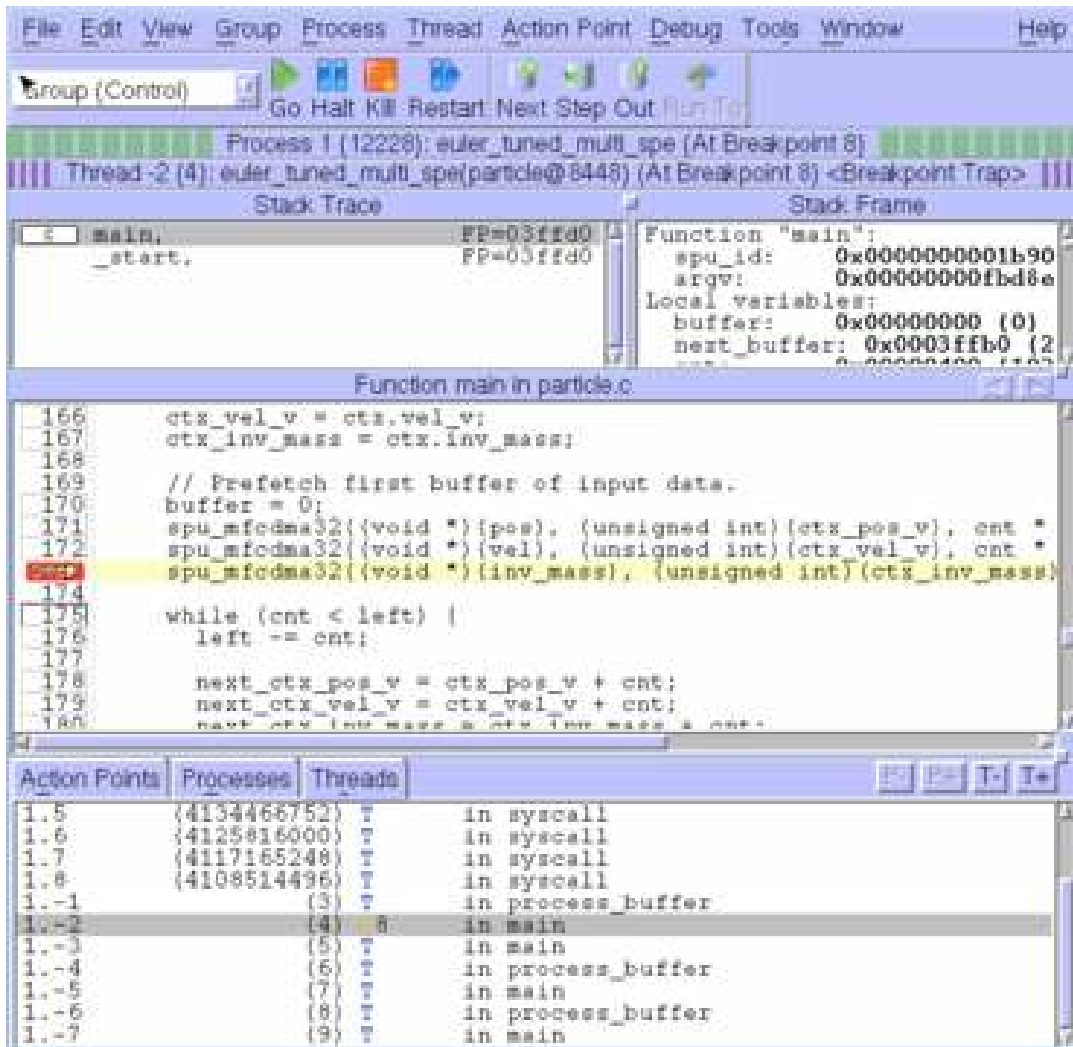 File Edit View Group Process Thread Action Point Debug Tools Window Help
Group (Control) Go Halt Kill Restart Next Step Out Run To
Process 1 (12228): euler_tuned_multi_spe (At Breakpoint 8)
Thread -2 (4): euler_tuned_multi_spe(particle@8448) (At Breakpoint 8) <Breakpoint Trap>
Stack Trace
Stack Frame
C main, FP=03ffd0
_start, FP=03ffd0
Function "main":
spu_id: 0x0000000001b90
argv: 0x00000000fbd8e
Local variables:
buffer: 0x00000000 (0)
next_buffer: 0x0003ffb0 (2
Function main in particle.c
166 ctx_vel_v = ctx.vel_v;
167 ctx_inv_mass = ctx.inv_mass;
168
169 // Prefetch first buffer of input data.
170 buffer = 0;
171 spu_mfcdma32((void *)(pos), (unsigned int)(ctx_pos_v), cnt *
172 spu_mfcdma32((void *)(vel), (unsigned int)(ctx_vel_v), cnt *
spu_mfcdma32((void *)(inv_mass), (unsigned int)(ctx_inv_mass)
174
175 while (cnt < left) {
176 left -= cnt;
177
178 next_ctx_pos_v = ctx_pos_v + cnt;
179 next_ctx_vel_v = ctx_vel_v + cnt;
180 next_ctx_inv_mass = ctx_inv_mass + cnt;
Action Points Processes Threads P- P+ T- T+
1.5 (4134466752) T in syscall
1.6 (4125816000) T in syscall
1.7 (4117165248) T in syscall
1.8 (4108514496) T in syscall
1.-1 (3) T in process_buffer
1.-2 (4) 8 in main
1.-3 (5) T in main
1.-4 (6) T in process_buffer
1.-5 (7) T in main
1.-6 (8) T in process_buffer
1.-7 (9) T in main